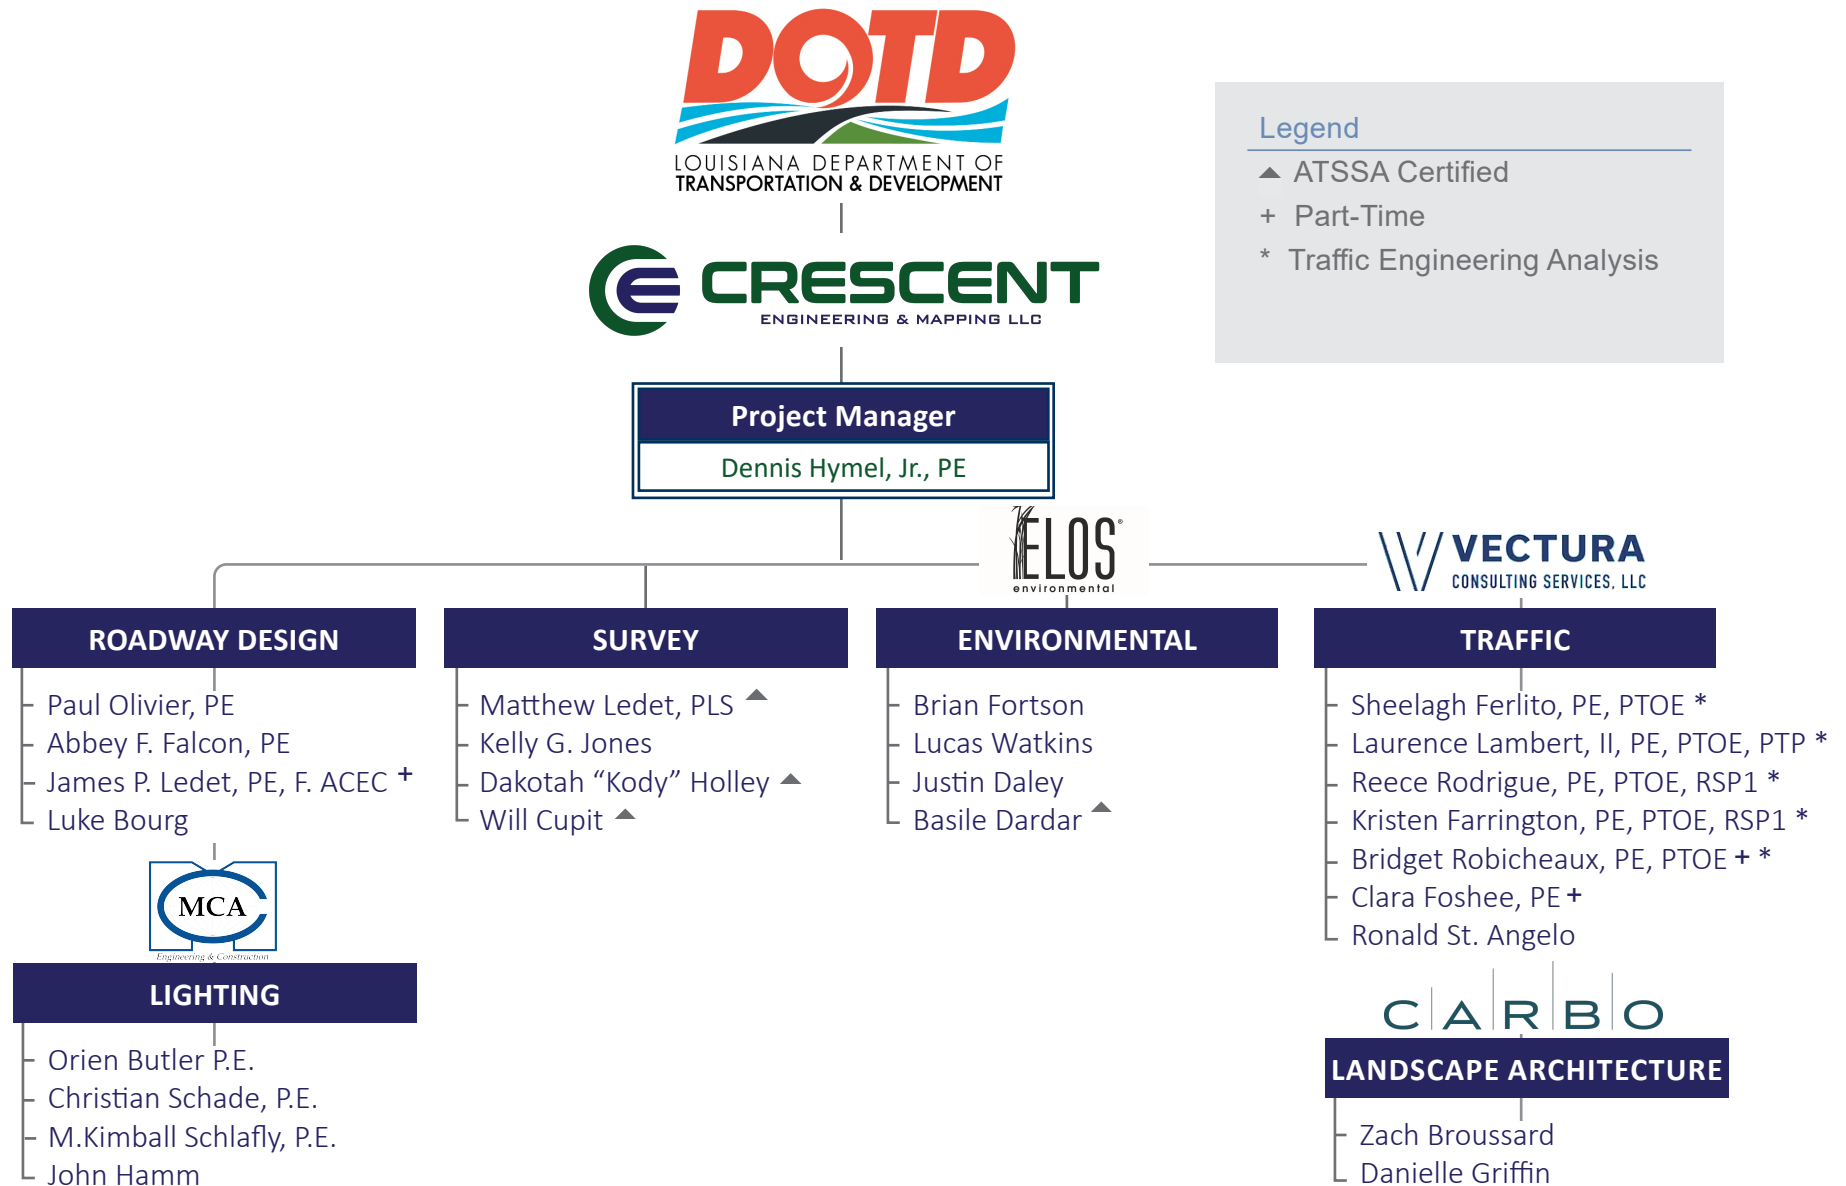 DOTD
LOUISIANA DEPARTMENT OF
TRANSPORTATION & DEVELOPMENT
Legend
▲ ATSSA Certified
+ Part-Time
* Traffic Engineering Analysis
CRESCENT
ENGINEERING & MAPPING LLC
Project Manager
Dennis Hymel, Jr., PE
ELOS®
environmental
VECTURA
CONSULTING SERVICES, LLC
ROADWAY DESIGN
Paul Olivier, PE
Abbey F. Falcon, PE
James P. Ledet, PE, F. ACEC +
Luke Bourg
SURVEY
Matthew Ledet, PLS ▲
Kelly G. Jones
Dakotah “Kody” Holley ▲
Will Cupit ▲
ENVIRONMENTAL
Brian Fortson
Lucas Watkins
Justin Daley
Basile Dardar ▲
TRAFFIC
Sheelagh Ferlito, PE, PTOE *
Laurence Lambert, II, PE, PTOE, PTP *
Reece Rodrigue, PE, PTOE, RSP1 *
Kristen Farrington, PE, PTOE, RSP1 *
Bridget Robicheaux, PE, PTOE + *
Clara Foshee, PE +
Ronald St. Angelo
MCA
Engineering & Construction
LIGHTING
Orien Butler P.E.
Christian Schade, P.E.
M.Kimball Schlafly, P.E.
John Hamm
CARBO
LANDSCAPE ARCHITECTURE
Zach Broussard
Danielle Griffin